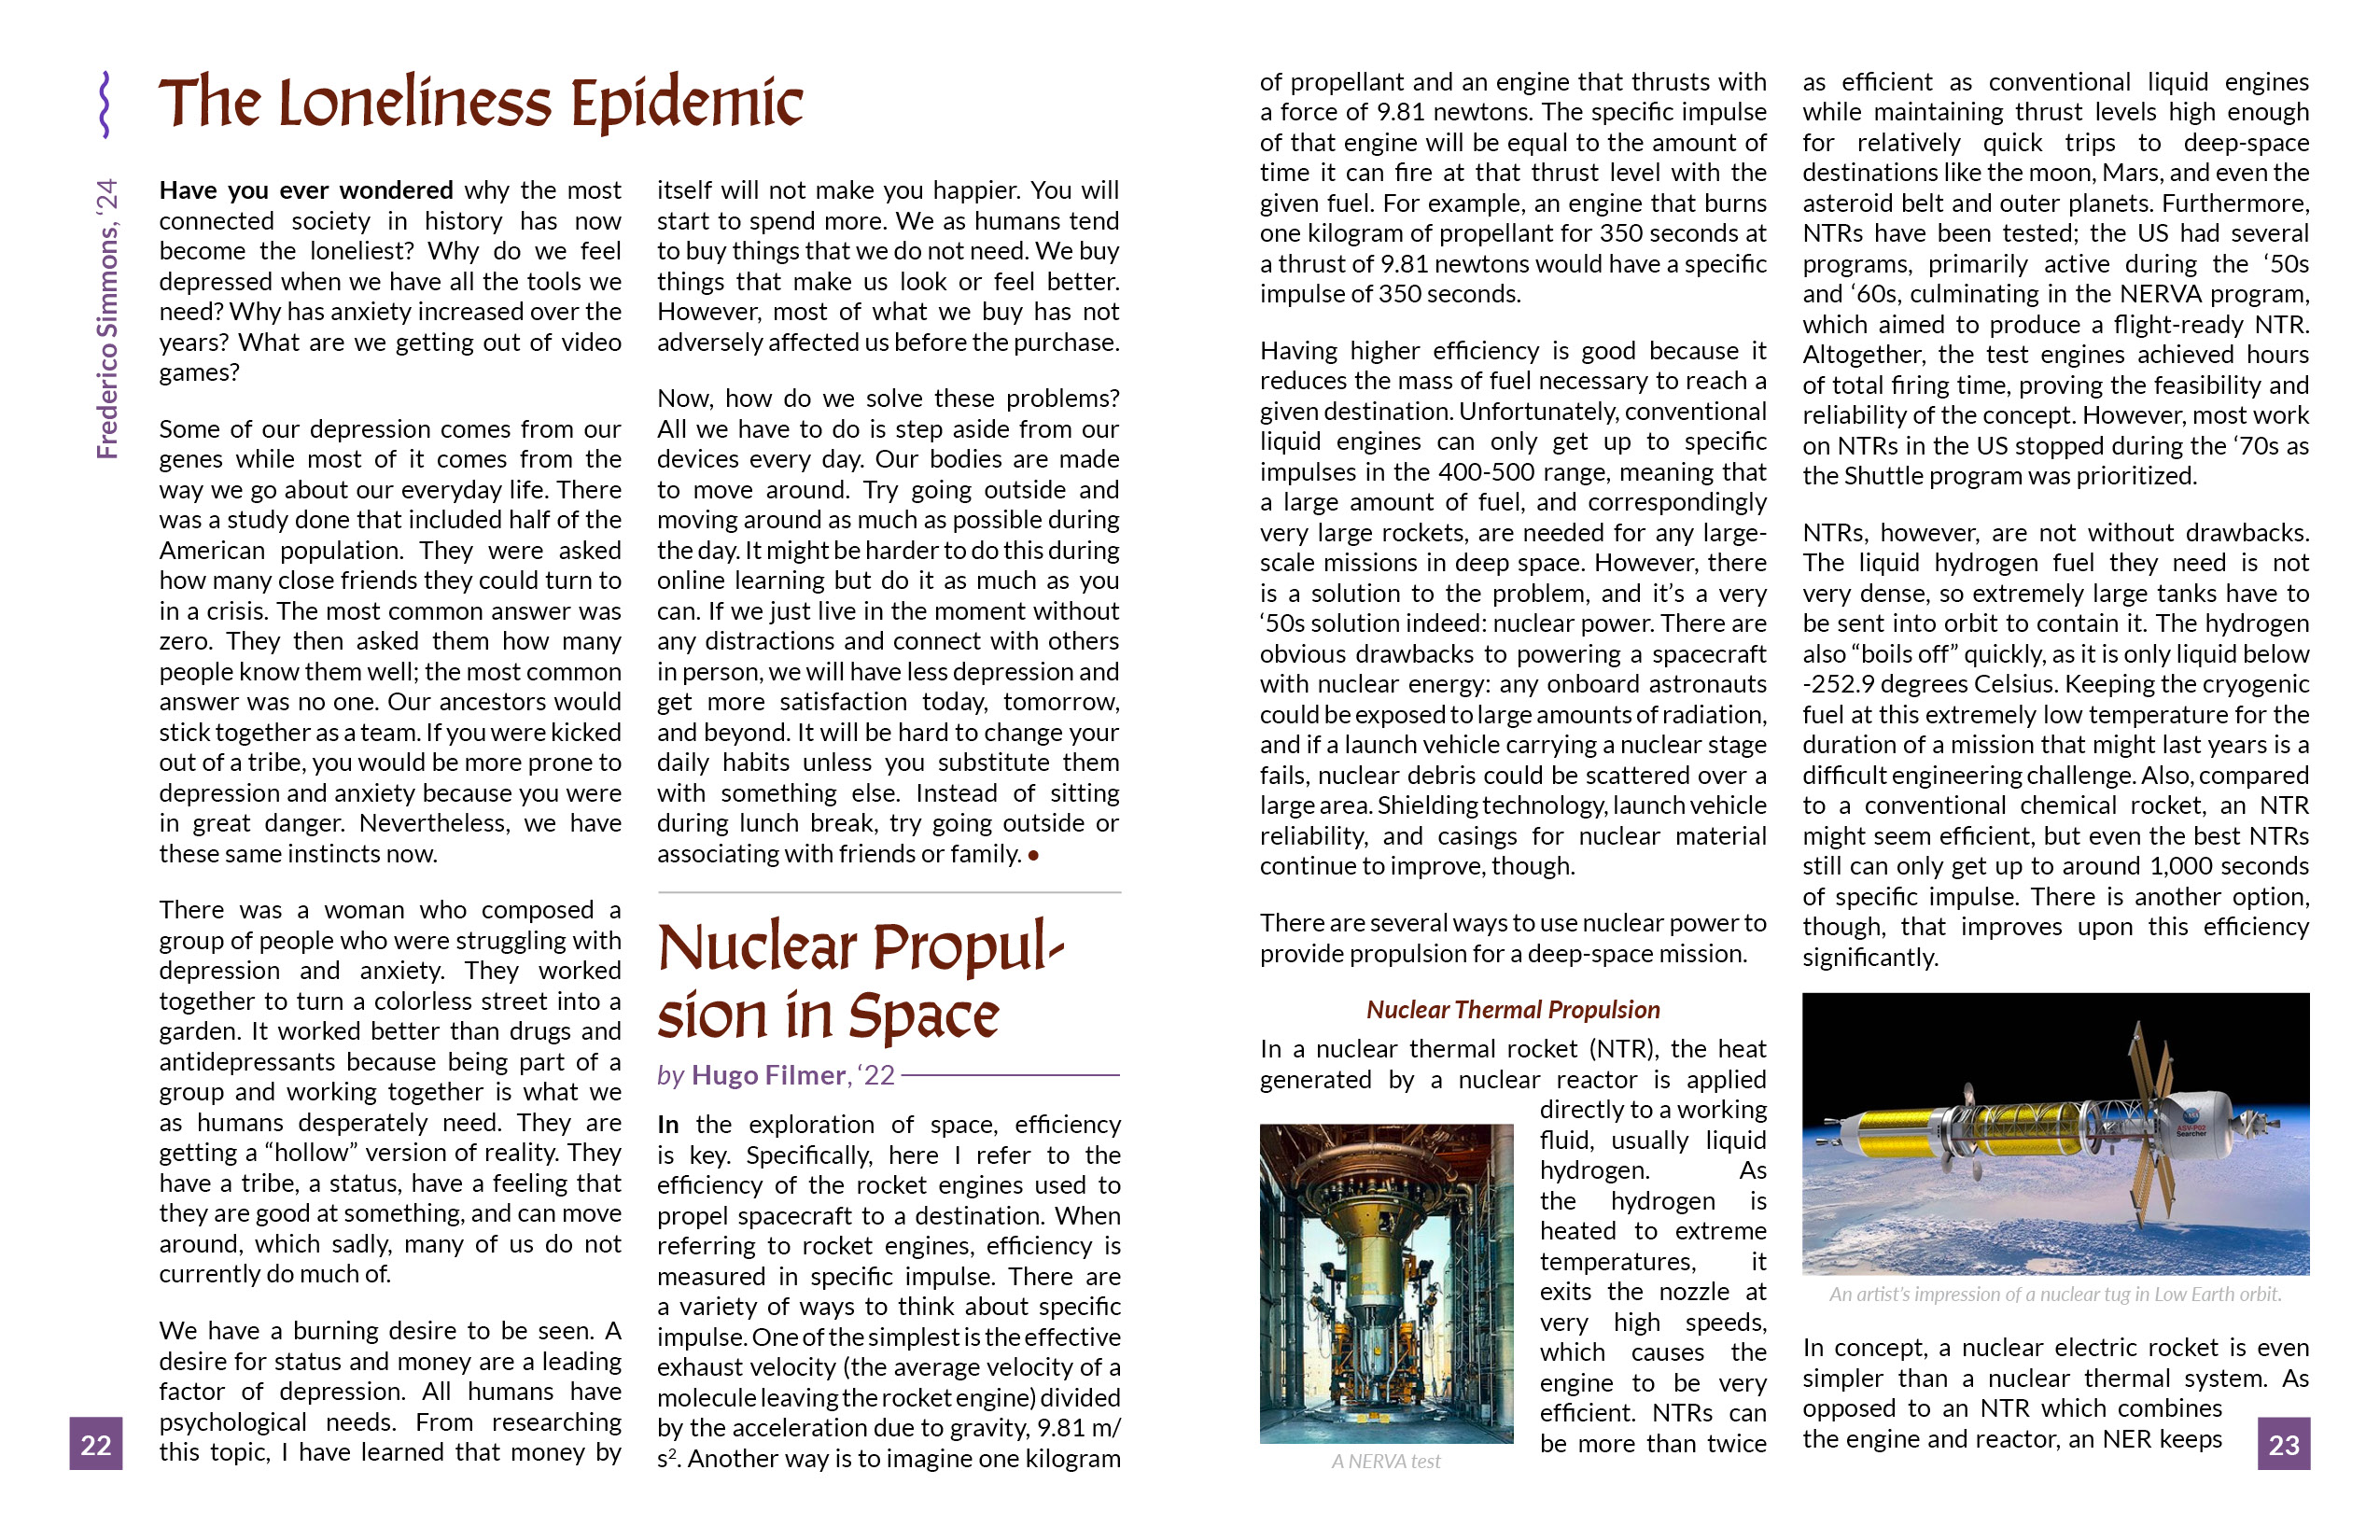 The Loneliness Epidemic
Frederico Simmons, ‘24
Have you ever wondered why the most
connected society in history has now
become the loneliest? Why do we feel
depressed when we have all the tools we
need? Why has anxiety increased over the
years? What are we getting out of video
games?
Some of our depression comes from our
genes while most of it comes from the
way we go about our everyday life. There
was a study done that included half of the
American population. They were asked
how many close friends they could turn to
in a crisis. The most common answer was
zero. They then asked them how many
people know them well; the most common
answer was no one. Our ancestors would
stick together as a team. If you were kicked
out of a tribe, you would be more prone to
depression and anxiety because you were
in great danger. Nevertheless, we have
these same instincts now.
There was a woman who composed a
group of people who were struggling with
depression and anxiety. They worked
together to turn a colorless street into a
garden. It worked better than drugs and
antidepressants because being part of a
group and working together is what we
as humans desperately need. They are
getting a “hollow” version of reality. They
have a tribe, a status, have a feeling that
they are good at something, and can move
around, which sadly, many of us do not
currently do much of.
We have a burning desire to be seen. A
desire for status and money are a leading
factor of depression. All humans have
psychological needs. From researching
this topic, I have learned that money by
itself will not make you happier. You will
start to spend more. We as humans tend
to buy things that we do not need. We buy
things that make us look or feel better.
However, most of what we buy has not
adversely affected us before the purchase.
Now, how do we solve these problems?
All we have to do is step aside from our
devices every day. Our bodies are made
to move around. Try going outside and
moving around as much as possible during
the day. It might be harder to do this during
online learning but do it as much as you
can. If we just live in the moment without
any distractions and connect with others
in person, we will have less depression and
get more satisfaction today, tomorrow,
and beyond. It will be hard to change your
daily habits unless you substitute them
with something else. Instead of sitting
during lunch break, try going outside or
associating with friends or family. •
Nuclear Propul-
sion in Space
by Hugo Filmer, ‘22
In the exploration of space, efficiency
is key. Specifically, here I refer to the
efficiency of the rocket engines used to
propel spacecraft to a destination. When
referring to rocket engines, efficiency is
measured in specific impulse. There are
a variety of ways to think about specific
impulse. One of the simplest is the effective
exhaust velocity (the average velocity of a
molecule leaving the rocket engine) divided
by the acceleration due to gravity, 9.81 m/
s². Another way is to imagine one kilogram
22
of propellant and an engine that thrusts with
a force of 9.81 newtons. The specific impulse
of that engine will be equal to the amount of
time it can fire at that thrust level with the
given fuel. For example, an engine that burns
one kilogram of propellant for 350 seconds at
a thrust of 9.81 newtons would have a specific
impulse of 350 seconds.
Having higher efficiency is good because it
reduces the mass of fuel necessary to reach a
given destination. Unfortunately, conventional
liquid engines can only get up to specific
impulses in the 400-500 range, meaning that
a large amount of fuel, and correspondingly
very large rockets, are needed for any large-
scale missions in deep space. However, there
is a solution to the problem, and it’s a very
‘50s solution indeed: nuclear power. There are
obvious drawbacks to powering a spacecraft
with nuclear energy: any onboard astronauts
could be exposed to large amounts of radiation,
and if a launch vehicle carrying a nuclear stage
fails, nuclear debris could be scattered over a
large area. Shielding technology, launch vehicle
reliability, and casings for nuclear material
continue to improve, though.
There are several ways to use nuclear power to
provide propulsion for a deep-space mission.
Nuclear Thermal Propulsion
In a nuclear thermal rocket (NTR), the heat
generated by a nuclear reactor is applied
directly to a working
fluid, usually liquid
hydrogen. As
the hydrogen is
heated to extreme
temperatures, it
exits the nozzle at
very high speeds,
which causes the
engine to be very
efficient. NTRs can
be more than twice
A NERVA test
as efficient as conventional liquid engines
while maintaining thrust levels high enough
for relatively quick trips to deep-space
destinations like the moon, Mars, and even the
asteroid belt and outer planets. Furthermore,
NTRs have been tested; the US had several
programs, primarily active during the ‘50s
and ‘60s, culminating in the NERVA program,
which aimed to produce a flight-ready NTR.
Altogether, the test engines achieved hours
of total firing time, proving the feasibility and
reliability of the concept. However, most work
on NTRs in the US stopped during the ‘70s as
the Shuttle program was prioritized.
NTRs, however, are not without drawbacks.
The liquid hydrogen fuel they need is not
very dense, so extremely large tanks have to
be sent into orbit to contain it. The hydrogen
also “boils off” quickly, as it is only liquid below
-252.9 degrees Celsius. Keeping the cryogenic
fuel at this extremely low temperature for the
duration of a mission that might last years is a
difficult engineering challenge. Also, compared
to a conventional chemical rocket, an NTR
might seem efficient, but even the best NTRs
still can only get up to around 1,000 seconds
of specific impulse. There is another option,
though, that improves upon this efficiency
significantly.
NASA
ASV-PG2
Searcher
An artist’s impression of a nuclear tug in Low Earth orbit.
In concept, a nuclear electric rocket is even
simpler than a nuclear thermal system. As
opposed to an NTR which combines
the engine and reactor, an NER keeps
23